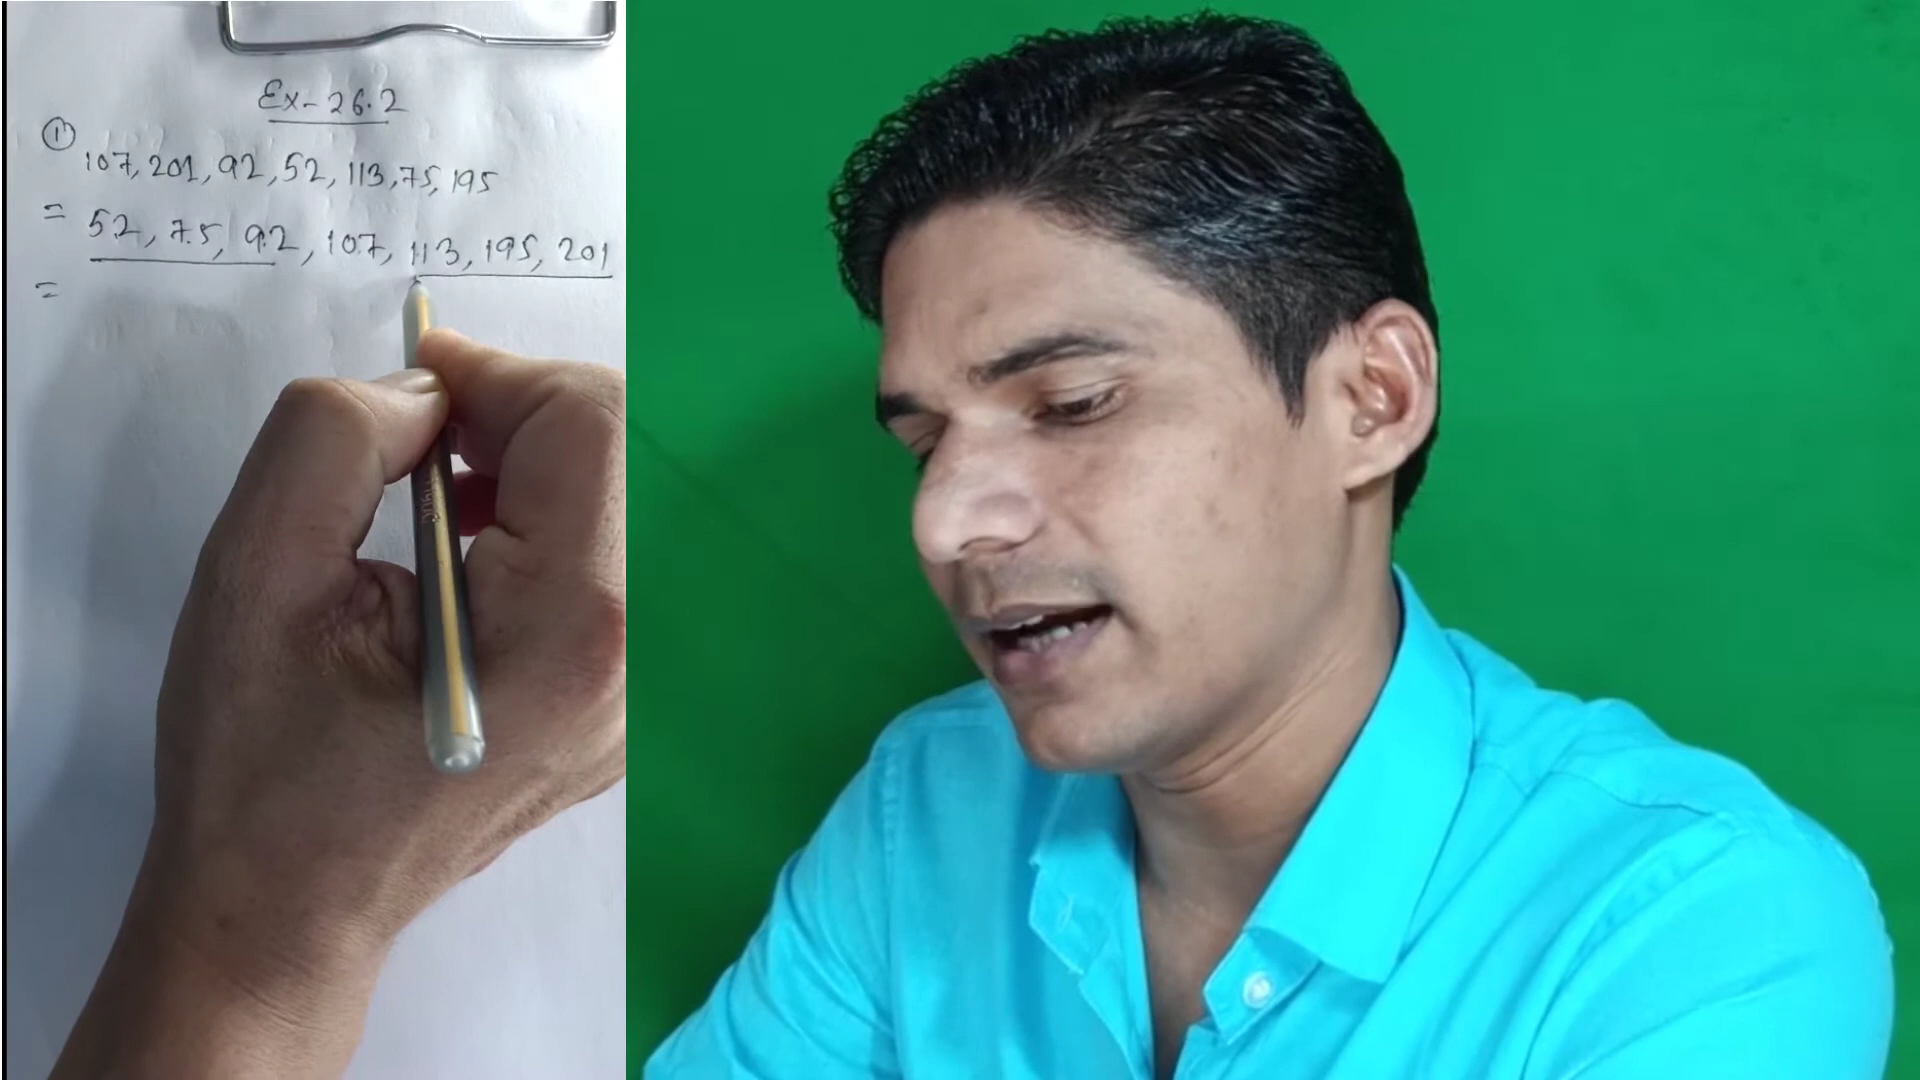 Ex-26.2
①
107, 201, 92, 52, 113, 75, 195
= 52, 75, 92, 107, 113, 195, 201
=